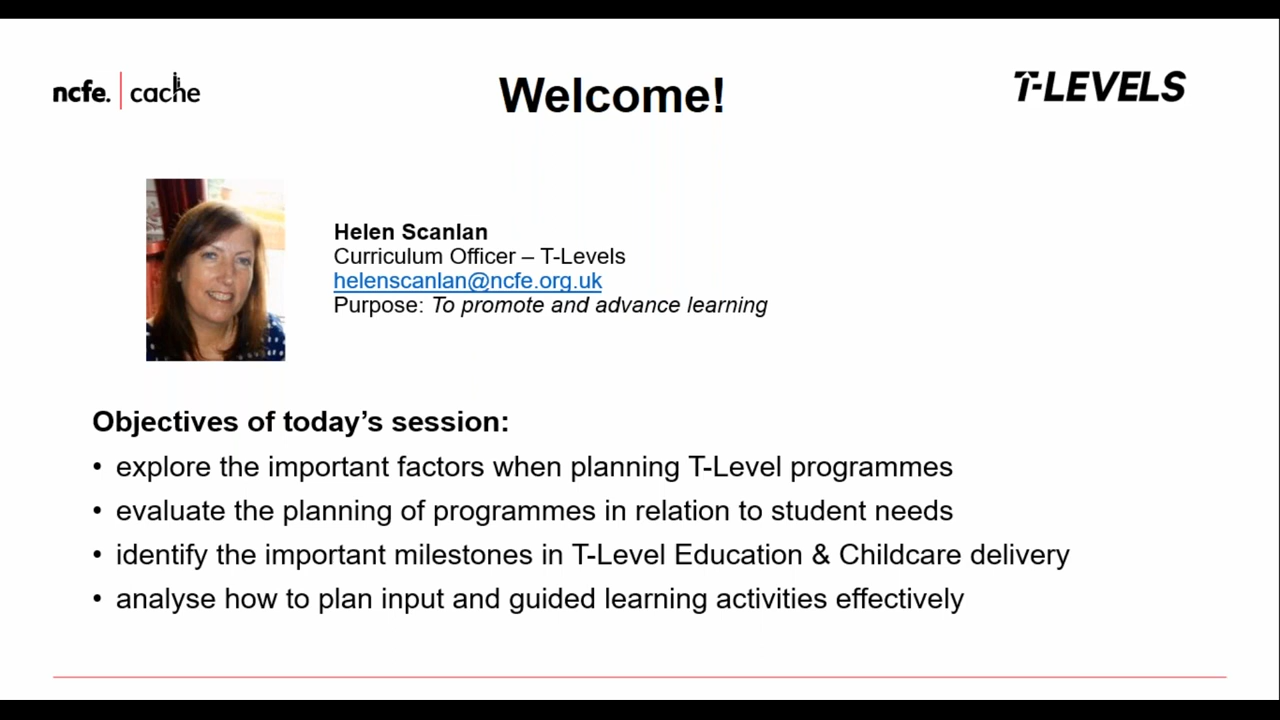 ncfe. cache
Welcome!
T-LEVELS
Helen Scanlan
Curriculum Officer – T-Levels
helenscanlan@ncfe.org.uk
Purpose: To promote and advance learning
Objectives of today’s session:
• explore the important factors when planning T-Level programmes
• evaluate the planning of programmes in relation to student needs
• identify the important milestones in T-Level Education & Childcare delivery
• analyse how to plan input and guided learning activities effectively